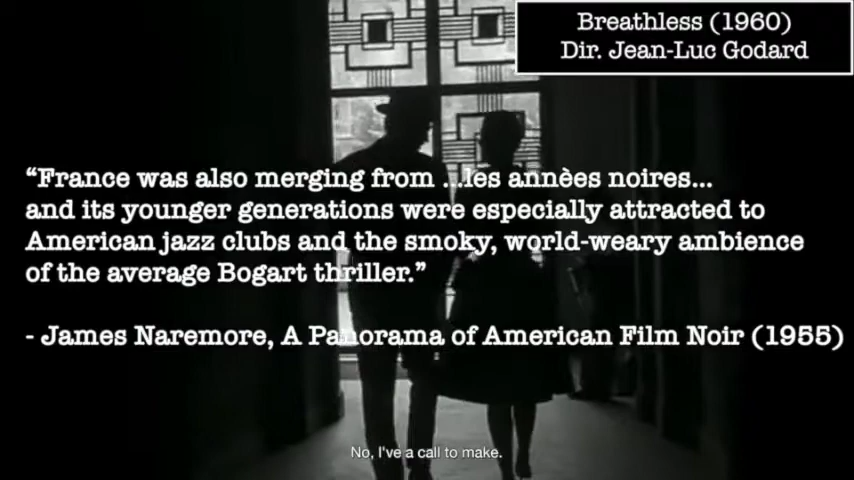 Breathless (1960)
Dir. Jean-Luc Godard
“France was also merging from ...les annèes noires...
and its younger generations were especially attracted to
American jazz clubs and the smoky, world-weary ambience
of the average Bogart thriller.”
- James Naremore, A Panorama of American Film Noir (1955)
No, I've a call to make.